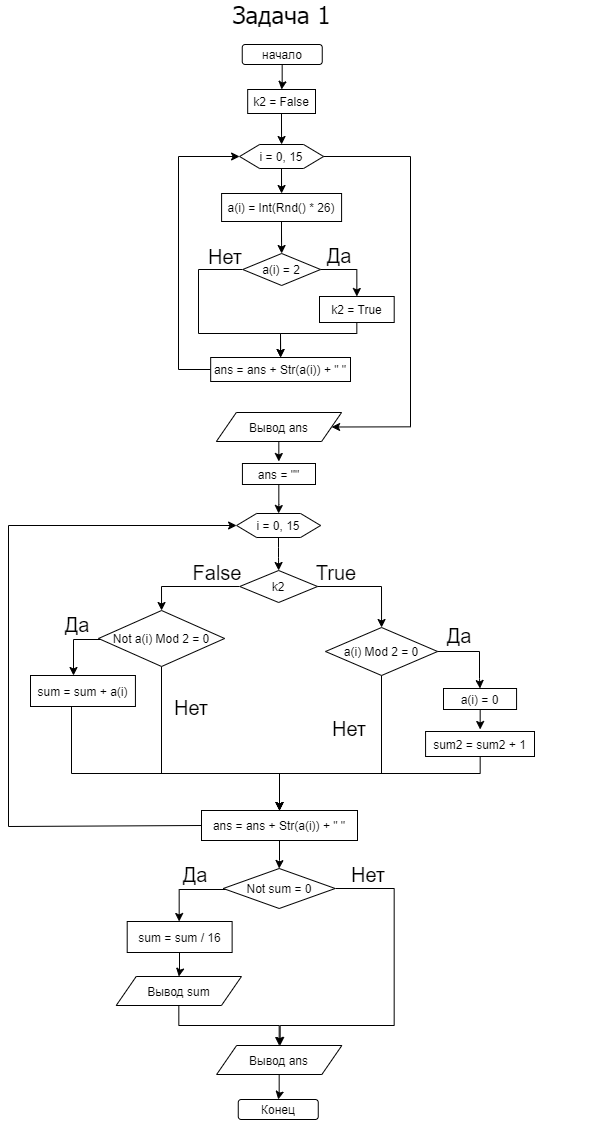 Задача 1
начало
k2 = False
i = 0, 15
a(i) = Int(Rnd() * 26)
Нет
Да
a(i) = 2
k2 = True
ans = ans + Str(a(i)) + " "
Вывод ans
ans = ""
i = 0, 15
False
True
k2
Да
Not a(i) Mod 2 = 0
Да
a(i) Mod 2 = 0
sum = sum + a(i)
a(i) = 0
Нет
Нет
sum2 = sum2 + 1
ans = ans + Str(a(i)) + " "
Да
Нет
Not sum = 0
sum = sum / 16
Вывод sum
Вывод ans
Конец